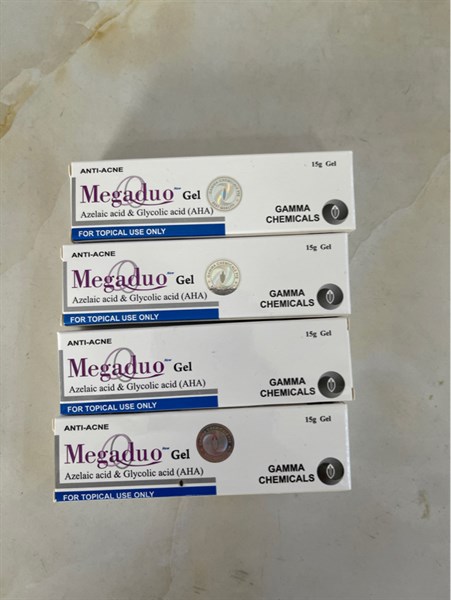 ANTI-ACNE
15g Gel
Megaduo Gel
Azelaic acid & Glycolic acid (AHA)
GAMMA
CHEMICALS
FOR TOPICAL USE ONLY
ANTI-ACNE
15g Gel
Megaduo Gel
Azelaic acid & Glycolic acid (AHA)
GAMMA
CHEMICALS
FOR TOPICAL USE ONLY
ANTI-ACNE
15g Gel
Megaduo Gel
Azelaic acid & Glycolic acid (AHA)
GAMMA
CHEMICALS
FOR TOPICAL USE ONLY
ANTI-ACNE
15g Gel
Megaduo Gel
Azelaic acid & Glycolic acid (AHA)
GAMMA
CHEMICALS
FOR TOPICAL USE ONLY